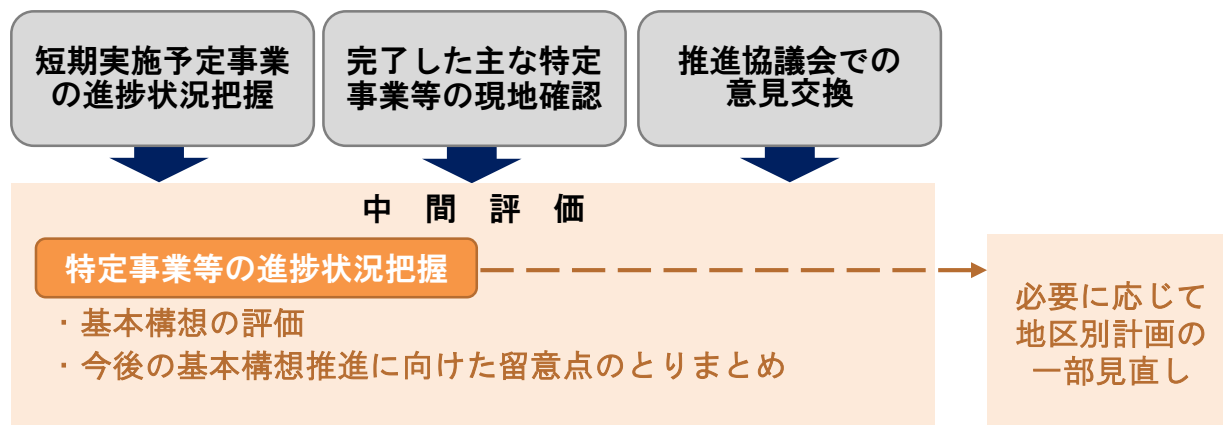 短期実施予定事業
の進捗状況把握
完了した主な特定
事業等の現地確認
推進協議会での
意見交換
中間評価
特定事業等の進捗状況把握
・基本構想の評価
・今後の基本構想推進に向けた留意点のとりまとめ
必要に応じて
地区別計画の
一部見直し